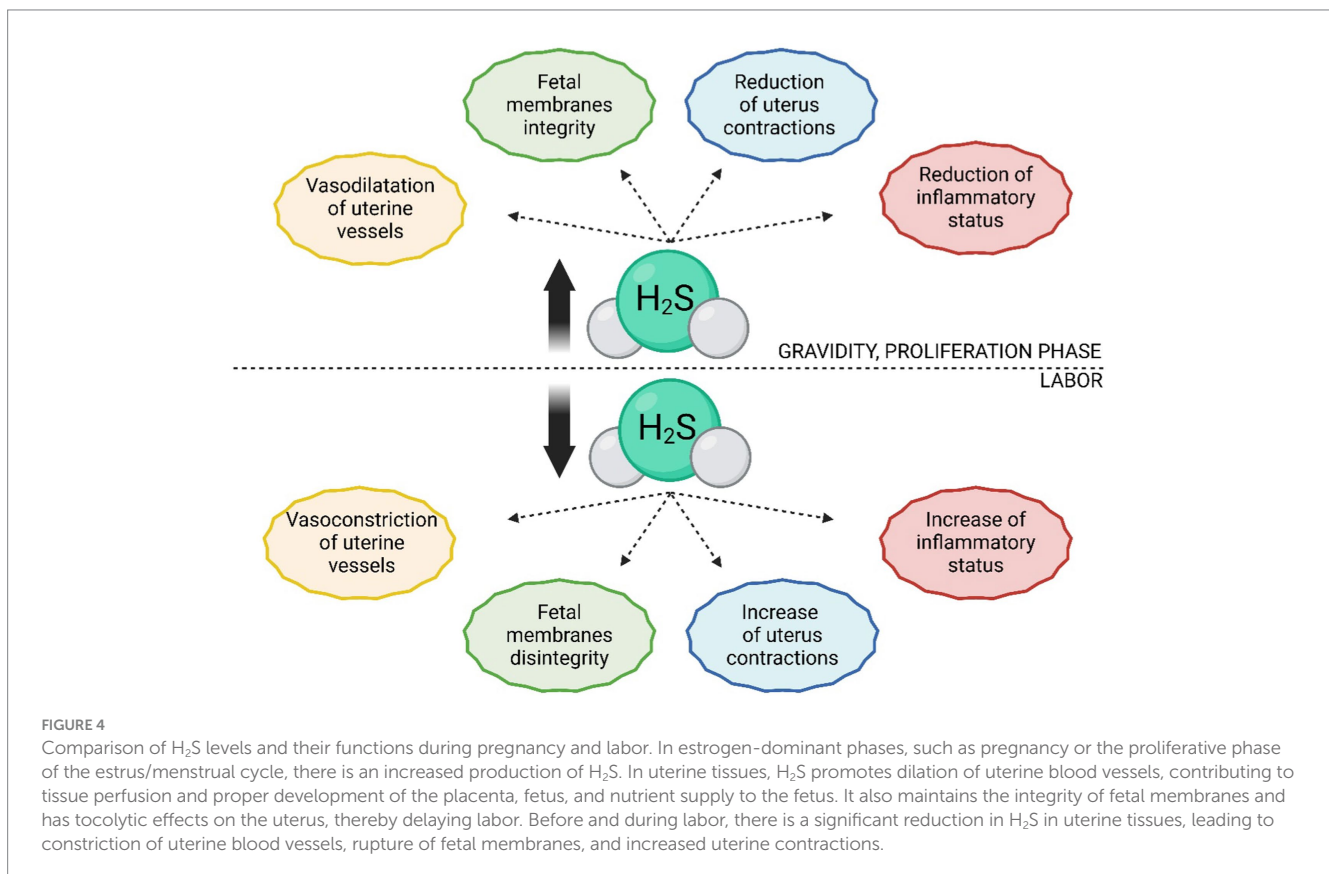 Fetal
membranes
integrity
Reduction
of uterus
contractions
Vasodilatation
of uterine
vessels
Reduction of
inflammatory
status
H₂S
GRAVIDITY, PROLIFERATION PHASE
LABOR
H₂S
Vasoconstriction
of uterine
vessels
Increase of
inflammatory
status
Fetal
membranes
disintegrity
Increase
of uterus
contractions
FIGURE 4
Comparison of H₂S levels and their functions during pregnancy and labor. In estrogen-dominant phases, such as pregnancy or the proliferative phase
of the estrus/menstrual cycle, there is an increased production of H₂S. In uterine tissues, H₂S promotes dilation of uterine blood vessels, contributing to
tissue perfusion and proper development of the placenta, fetus, and nutrient supply to the fetus. It also maintains the integrity of fetal membranes and
has tocolytic effects on the uterus, thereby delaying labor. Before and during labor, there is a significant reduction in H₂S in uterine tissues, leading to
constriction of uterine blood vessels, rupture of fetal membranes, and increased uterine contractions.